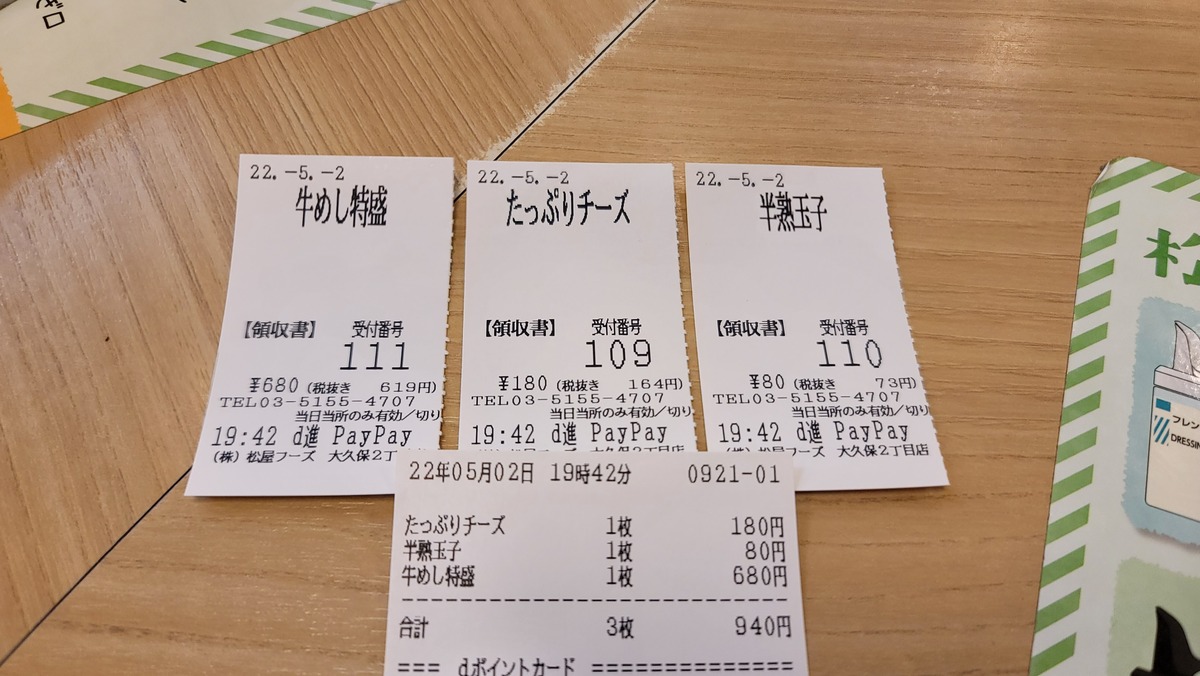 22.-5.-2
牛めし特盛
【領収書】 受付番号
111
¥680 (税抜き 619円)
TEL03-5155-4707
当日当所のみ有効/切り
19:42 d進 PayPay
(株) 松屋フーズ 大久保2丁
22.-5.-2
たっぷりチーズ
【領収書】 受付番号
109
¥180 (税抜き 164円)
TEL03-5155-4707
当日当所のみ有効/切り
19:42 d進 PayPay
松屋フーズ 大久保2丁目店
22.-5.-2
半熟玉子
【領収書】 受付番号
110
¥80 (税抜き 73円)
TEL03-5155-4707
当日当所のみ有効/切り
19:42 d進 PayPay
(株) 松屋フーズ 大久保2丁目店
22年05月02日 19時42分 0921-01
たっぷりチーズ 1枚 180円
半熟玉子 1枚 80円
牛めし特盛 1枚 680円
合計 3枚 940円
=== dポイントカード ==============
フレン
DRESSIN